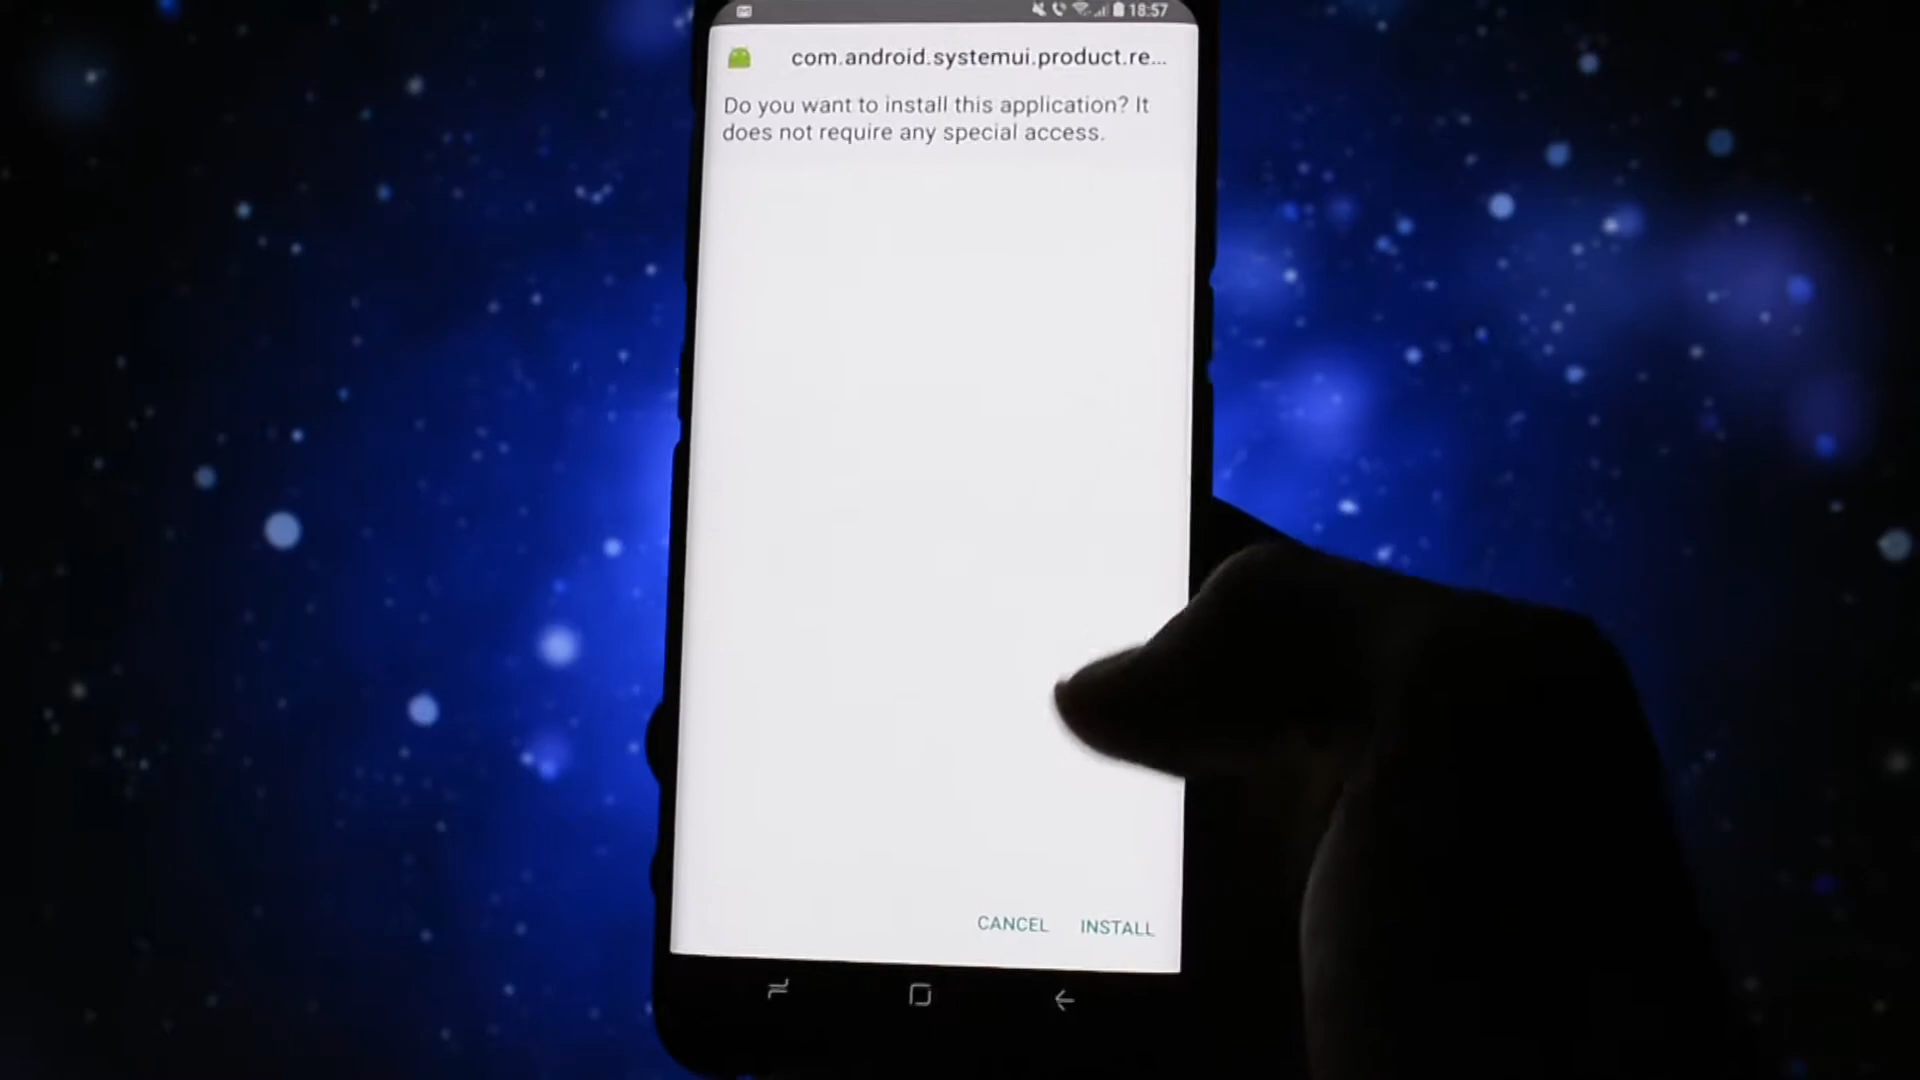 18:57
com.android.systemui.product.re...
Do you want to install this application? It
does not require any special access.
CANCEL INSTALL